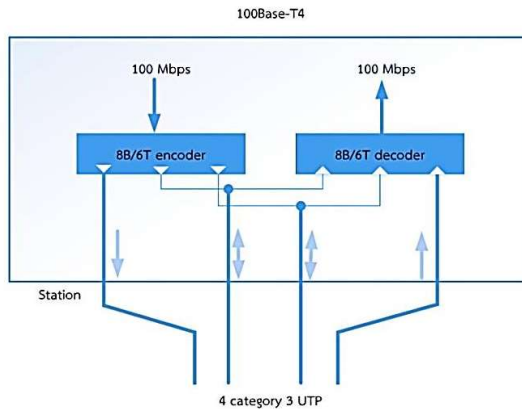 100Base-T4
100 Mbps
100 Mbps
8B/6T encoder
8B/6T decoder
Station
4 category 3 UTP